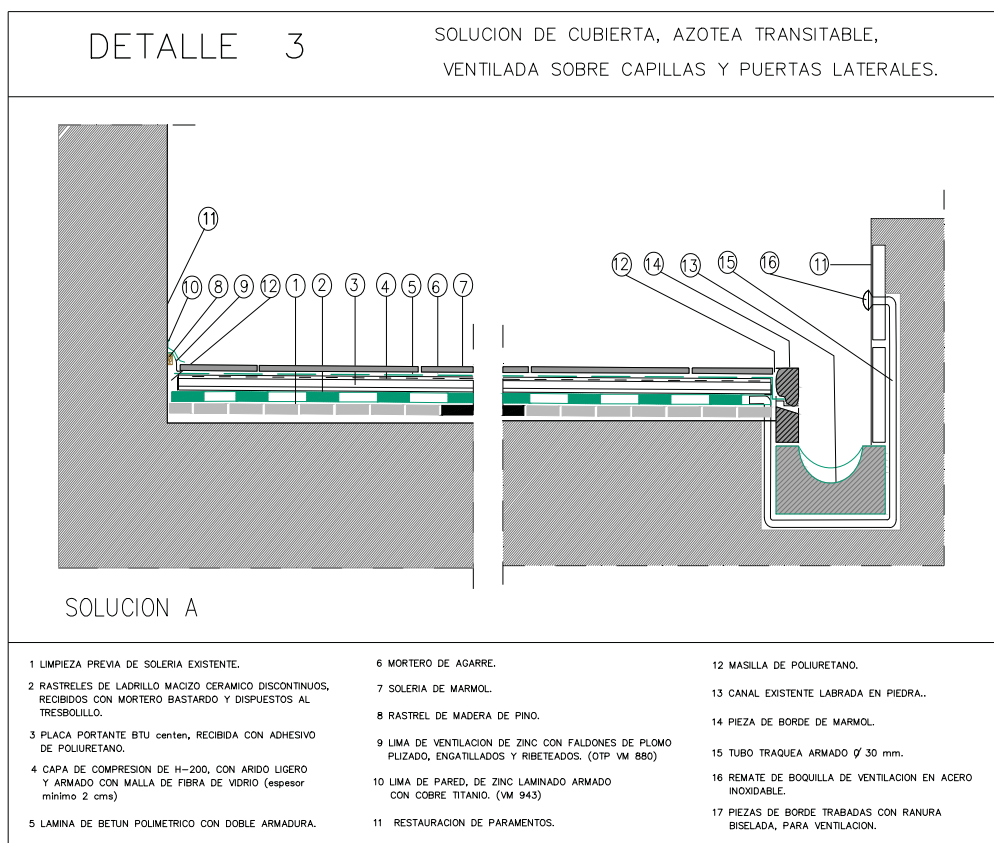 DETALLE 3
SOLUCION DE CUBIERTA, AZOTEA TRANSITABLE,
VENTILADA SOBRE CAPILLAS Y PUERTAS LATERALES.
11
10 8 9 12 1 2 3 4 5 6 7
12 14 13 15 16 11
SOLUCION A
1 LIMPIEZA PREVIA DE SOLERIA EXISTENTE.
2 RASTRELES DE LADRILLO MACIZO CERAMICO DISCONTINUOS,
RECIBIDOS CON MORTERO BASTARDO Y DISPUESTOS AL
TRESBOLILLO.
3 PLACA PORTANTE BTU centen, RECIBIDA CON ADHESIVO
DE POLIURETANO.
4 CAPA DE COMPRESION DE H-200, CON ARIDO LIGERO
Y ARMADO CON MALLA DE FIBRA DE VIDRIO (espesor
minimo 2 cms)
5 LAMINA DE BETUN POLIMETRICO CON DOBLE ARMADURA.
6 MORTERO DE AGARRE.
7 SOLERIA DE MARMOL.
8 RASTREL DE MADERA DE PINO.
9 LIMA DE VENTILACION DE ZINC CON FALDONES DE PLOMO
PLIZADO, ENGATILLADOS Y RIBETEADOS. (OTP VM 880)
10 LIMA DE PARED, DE ZINC LAMINADO ARMADO
CON COBRE TITANIO. (VM 943)
11 RESTAURACION DE PARAMENTOS.
12 MASILLA DE POLIURETANO.
13 CANAL EXISTENTE LABRADA EN PIEDRA..
14 PIEZA DE BORDE DE MARMOL.
15 TUBO TRAQUEA ARMADO Ø 30 mm.
16 REMATE DE BOQUILLA DE VENTILACION EN ACERO
INOXIDABLE.
17 PIEZAS DE BORDE TRABADAS CON RANURA
BISELADA, PARA VENTILACION.